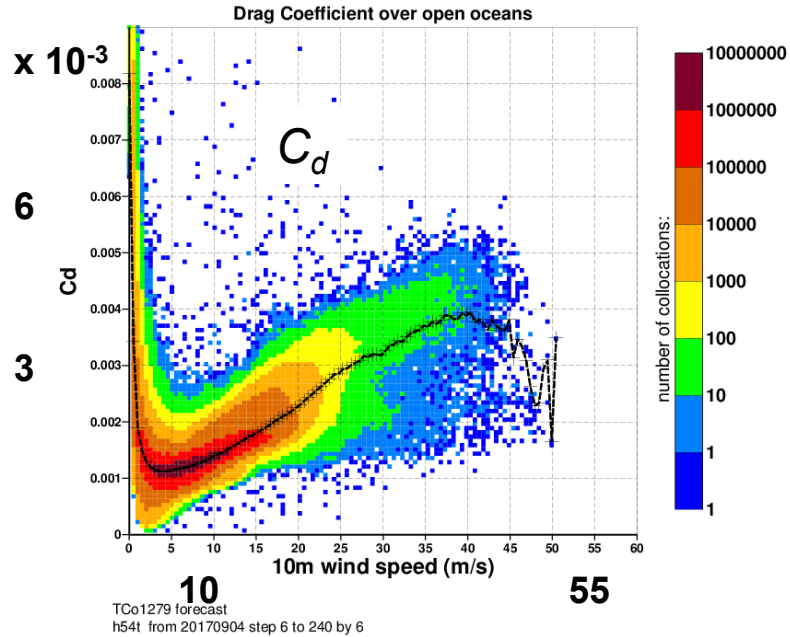 Drag Coefficient over open oceans
x 10-3
6
3
Cd
0.008
0.007
0.006
0.005
0.004
0.003
0.002
0.001
0
Cd
0 5 10 15 20 25 30 35 40 45 50 55 60
10m wind speed (m/s)
10 55
TCo1279 forecast
h54t from 20170904 step 6 to 240 by 6
number of collocations:
10000000
1000000
100000
10000
1000
100
10
1
1